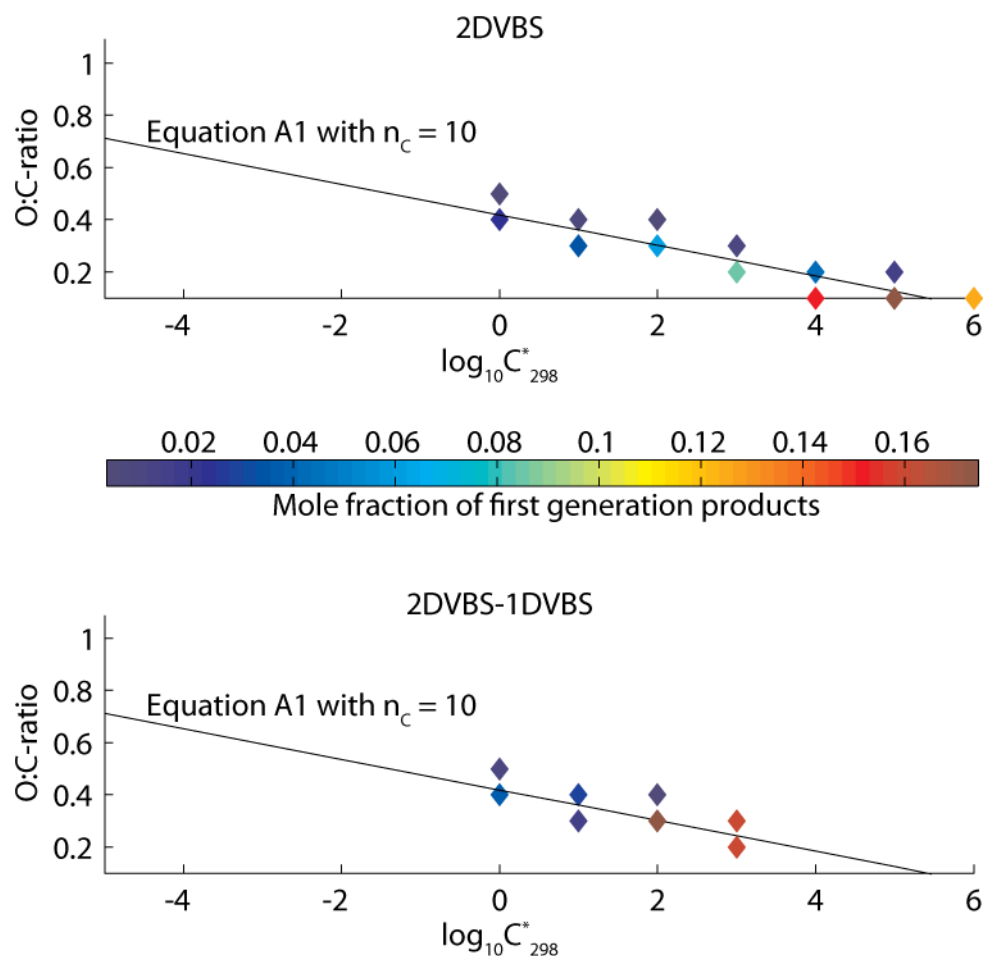 2DVBS
1
0.8
0.6
0.4
0.2
O:C-ratio
Equation A1 with n_C = 10
-4 -2 0 2 4 6
log₁₀C*₂₉₈
0.02 0.04 0.06 0.08 0.1 0.12 0.14 0.16
Mole fraction of first generation products
2DVBS-1DVBS
1
0.8
0.6
0.4
0.2
O:C-ratio
Equation A1 with n_C = 10
-4 -2 0 2 4 6
log₁₀C*₂₉₈